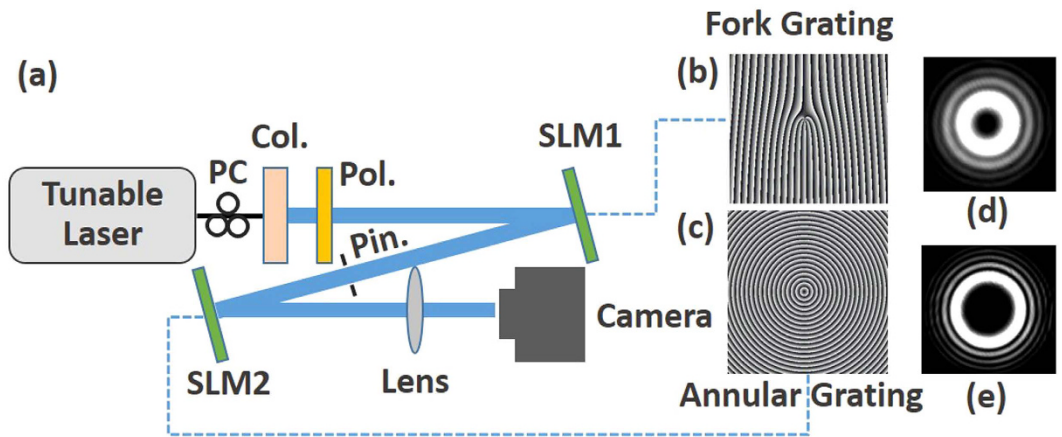 Fork Grating
(a)
(b)
Col.
SLM1
PC
Pol.
Tunable
Laser
(d)
(c)
Pin.
Camera
SLM2
Lens
Annular Grating
(e)